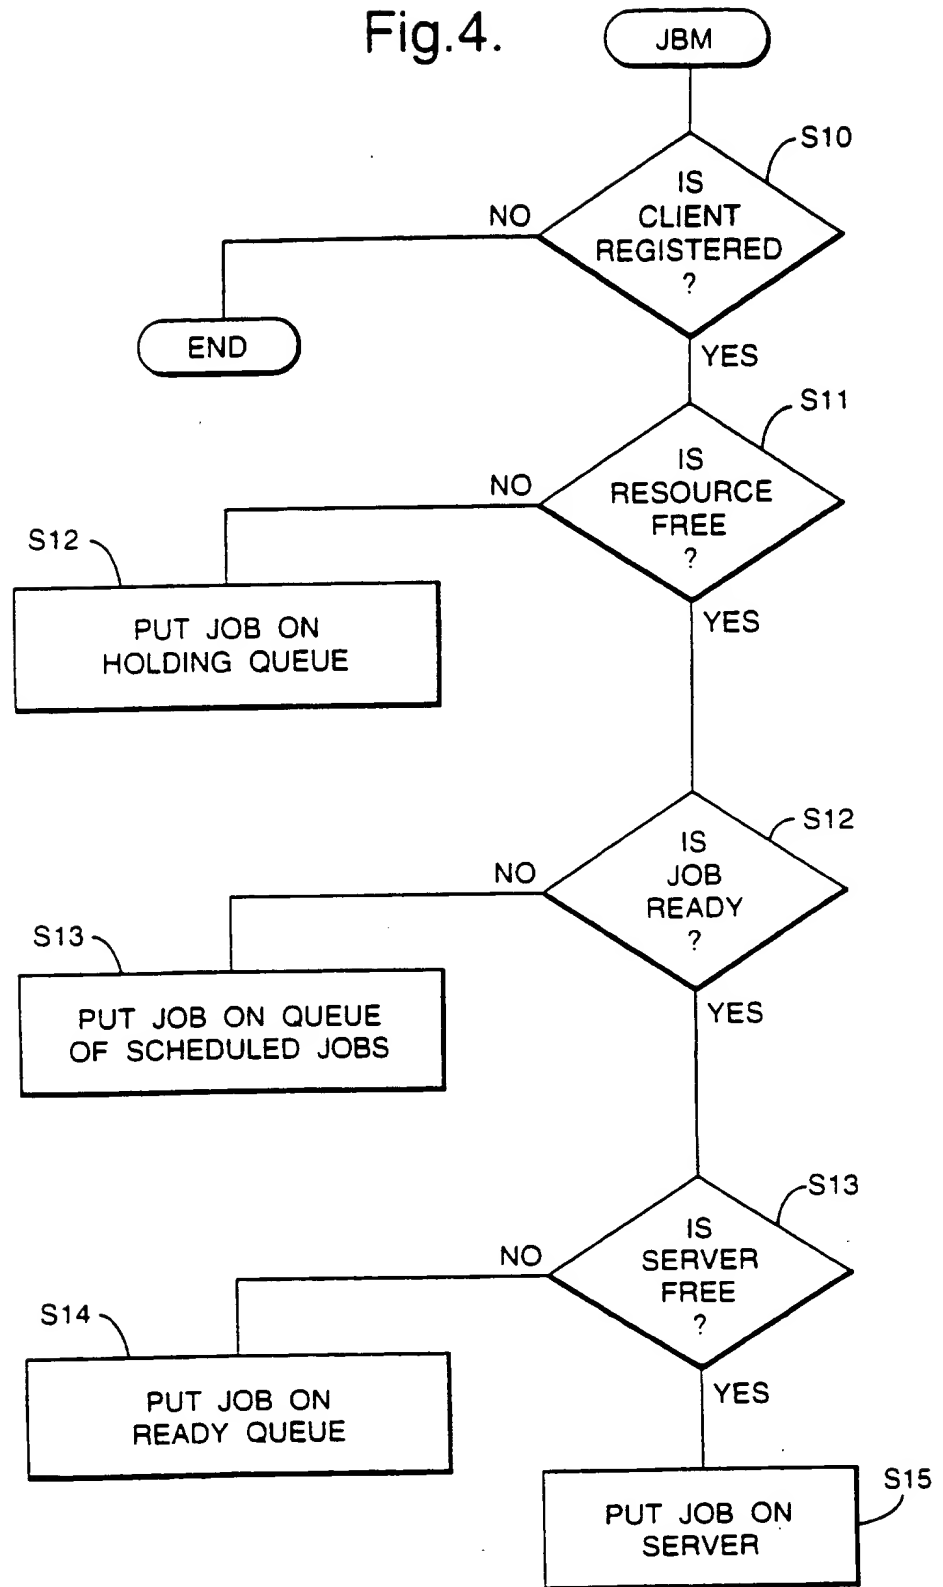 Fig.4.
JBM
S10
IS
CLIENT
REGISTERED
?
NO
YES
END
S11
IS
RESOURCE
FREE
?
NO
YES
S12
PUT JOB ON
HOLDING QUEUE
S12
IS
JOB
READY
?
NO
YES
S13
PUT JOB ON QUEUE
OF SCHEDULED JOBS
S13
IS
SERVER
FREE
?
NO
YES
S14
PUT JOB ON
READY QUEUE
S15
PUT JOB ON
SERVER